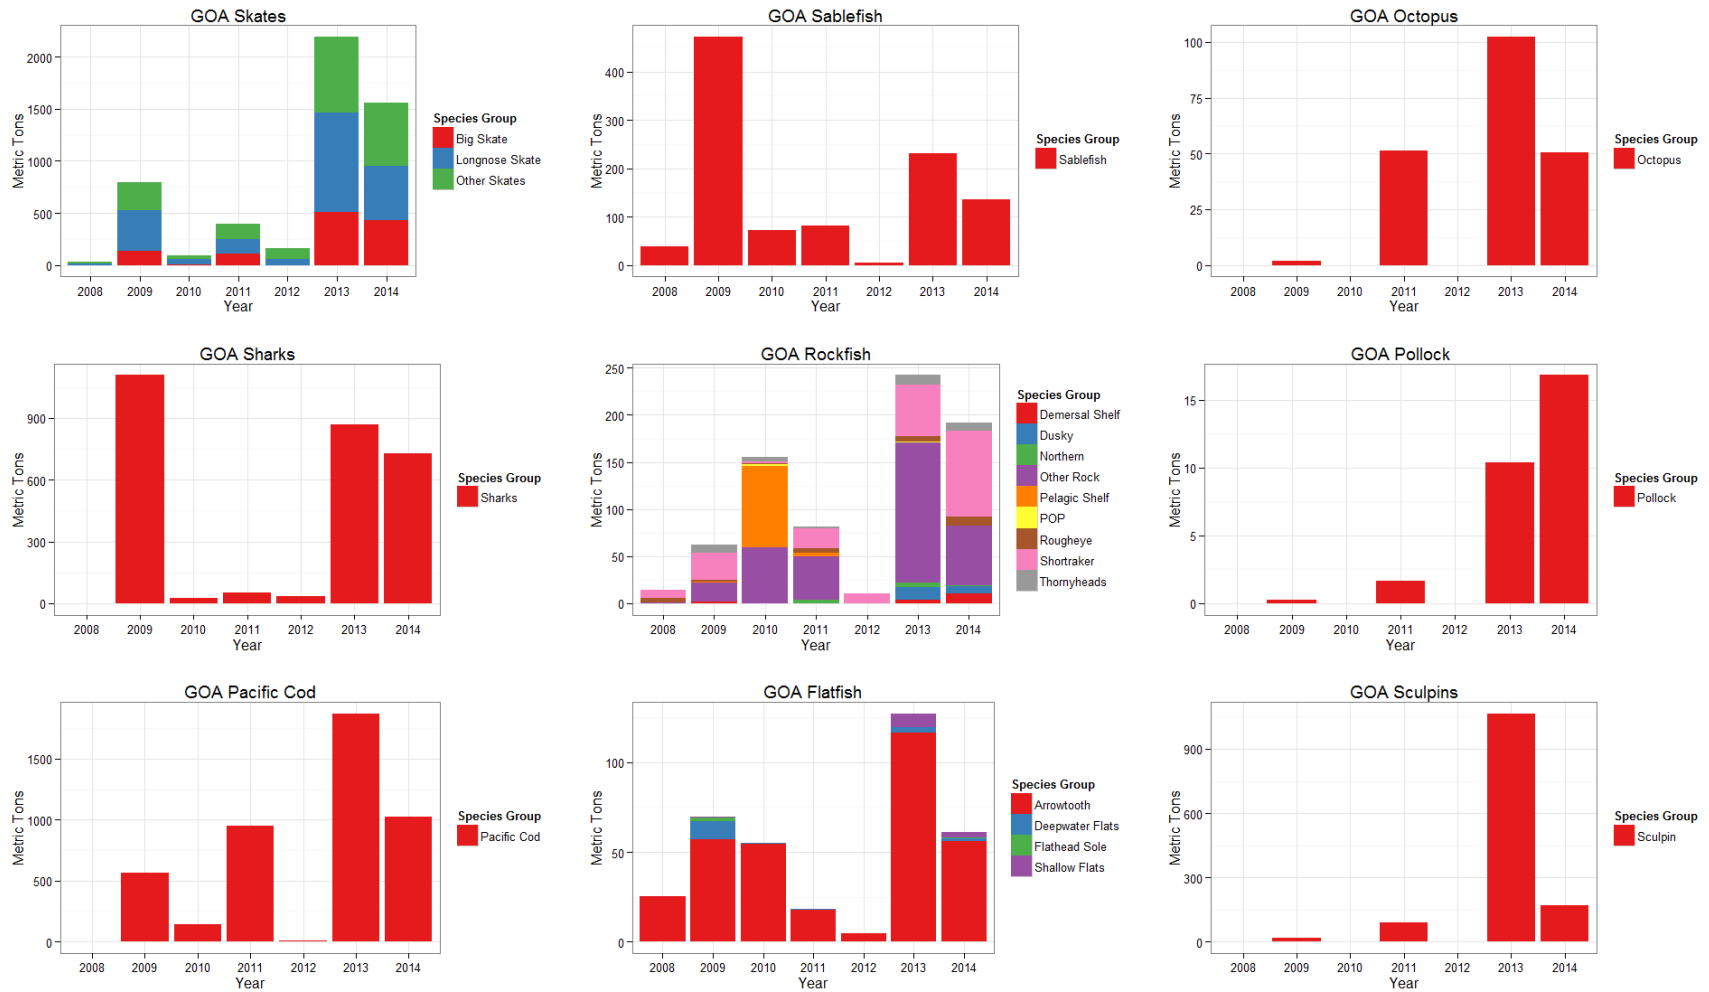 GOA Skates
Metric Tons
2000
1500
1000
500
0
2008 2009 2010 2011 2012 2013 2014
Year
Species Group
Big Skate
Longnose Skate
Other Skates
GOA Sablefish
Metric Tons
400
300
200
100
0
2008 2009 2010 2011 2012 2013 2014
Year
Species Group
Sablefish
GOA Octopus
Metric Tons
100
75
50
25
0
2008 2009 2010 2011 2012 2013 2014
Year
Species Group
Octopus
GOA Sharks
Metric Tons
900
600
300
0
2008 2009 2010 2011 2012 2013 2014
Year
Species Group
Sharks
GOA Rockfish
Metric Tons
250
200
150
100
50
0
2008 2009 2010 2011 2012 2013 2014
Year
Species Group
Demersal Shelf
Dusky
Northern
Other Rock
Pelagic Shelf
POP
Rougheye
Shortraker
Thornyheads
GOA Pollock
Metric Tons
15
10
5
0
2008 2009 2010 2011 2012 2013 2014
Year
Species Group
Pollock
GOA Pacific Cod
Metric Tons
1500
1000
500
0
2008 2009 2010 2011 2012 2013 2014
Year
Species Group
Pacific Cod
GOA Flatfish
Metric Tons
100
50
0
2008 2009 2010 2011 2012 2013 2014
Year
Species Group
Arrowtooth
Deepwater Flats
Flathead Sole
Shallow Flats
GOA Sculpins
Metric Tons
900
600
300
0
2008 2009 2010 2011 2012 2013 2014
Year
Species Group
Sculpin